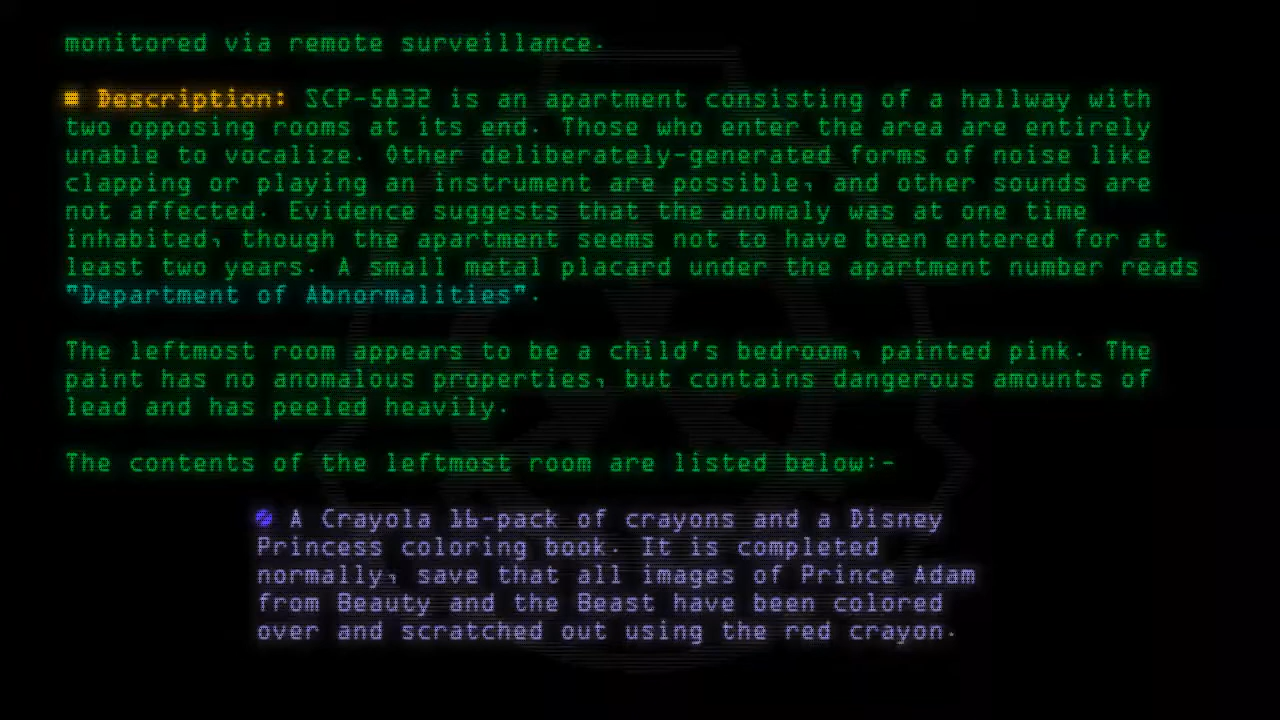 monitored via remote surveillance.
■ Description: SCP-5832 is an apartment consisting of a hallway with
two opposing rooms at its end. Those who enter the area are entirely
unable to vocalize. Other deliberately-generated forms of noise like
clapping or playing an instrument are possible, and other sounds are
not affected. Evidence suggests that the anomaly was at one time
inhabited, though the apartment seems not to have been entered for at
least two years. A small metal placard under the apartment number reads
"Department of Abnormalities".
The leftmost room appears to be a child's bedroom, painted pink. The
paint has no anomalous properties, but contains dangerous amounts of
lead and has peeled heavily.
The contents of the leftmost room are listed below:-
● A Crayola 16-pack of crayons and a Disney
Princess coloring book. It is completed
normally, save that all images of Prince Adam
from Beauty and the Beast have been colored
over and scratched out using the red crayon.